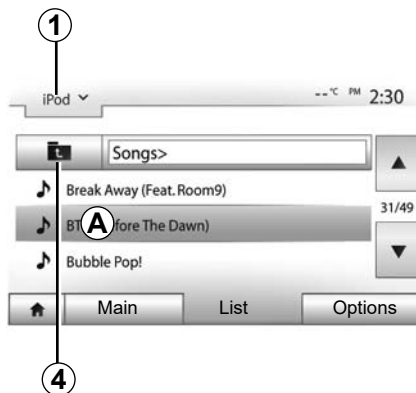 1
iPod
--°C PM 2:30
Songs>
Break Away (Feat. Room9)
31/49
A
fore The Dawn)
Bubble Pop!
Main List Options
4